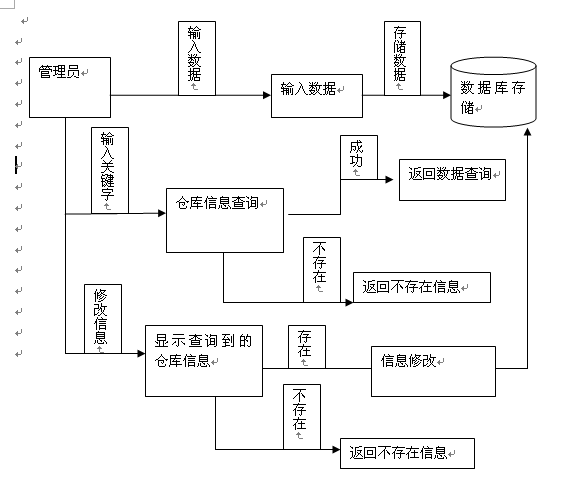 输入数据
存储数据
管理员
输入数据
数据库存
储
输入关键字
成功
返回数据查询
仓库信息查询
不存在
返回不存在信息
修改信息
显示查询到的
仓库信息
存在
信息修改
不存在
返回不存在信息